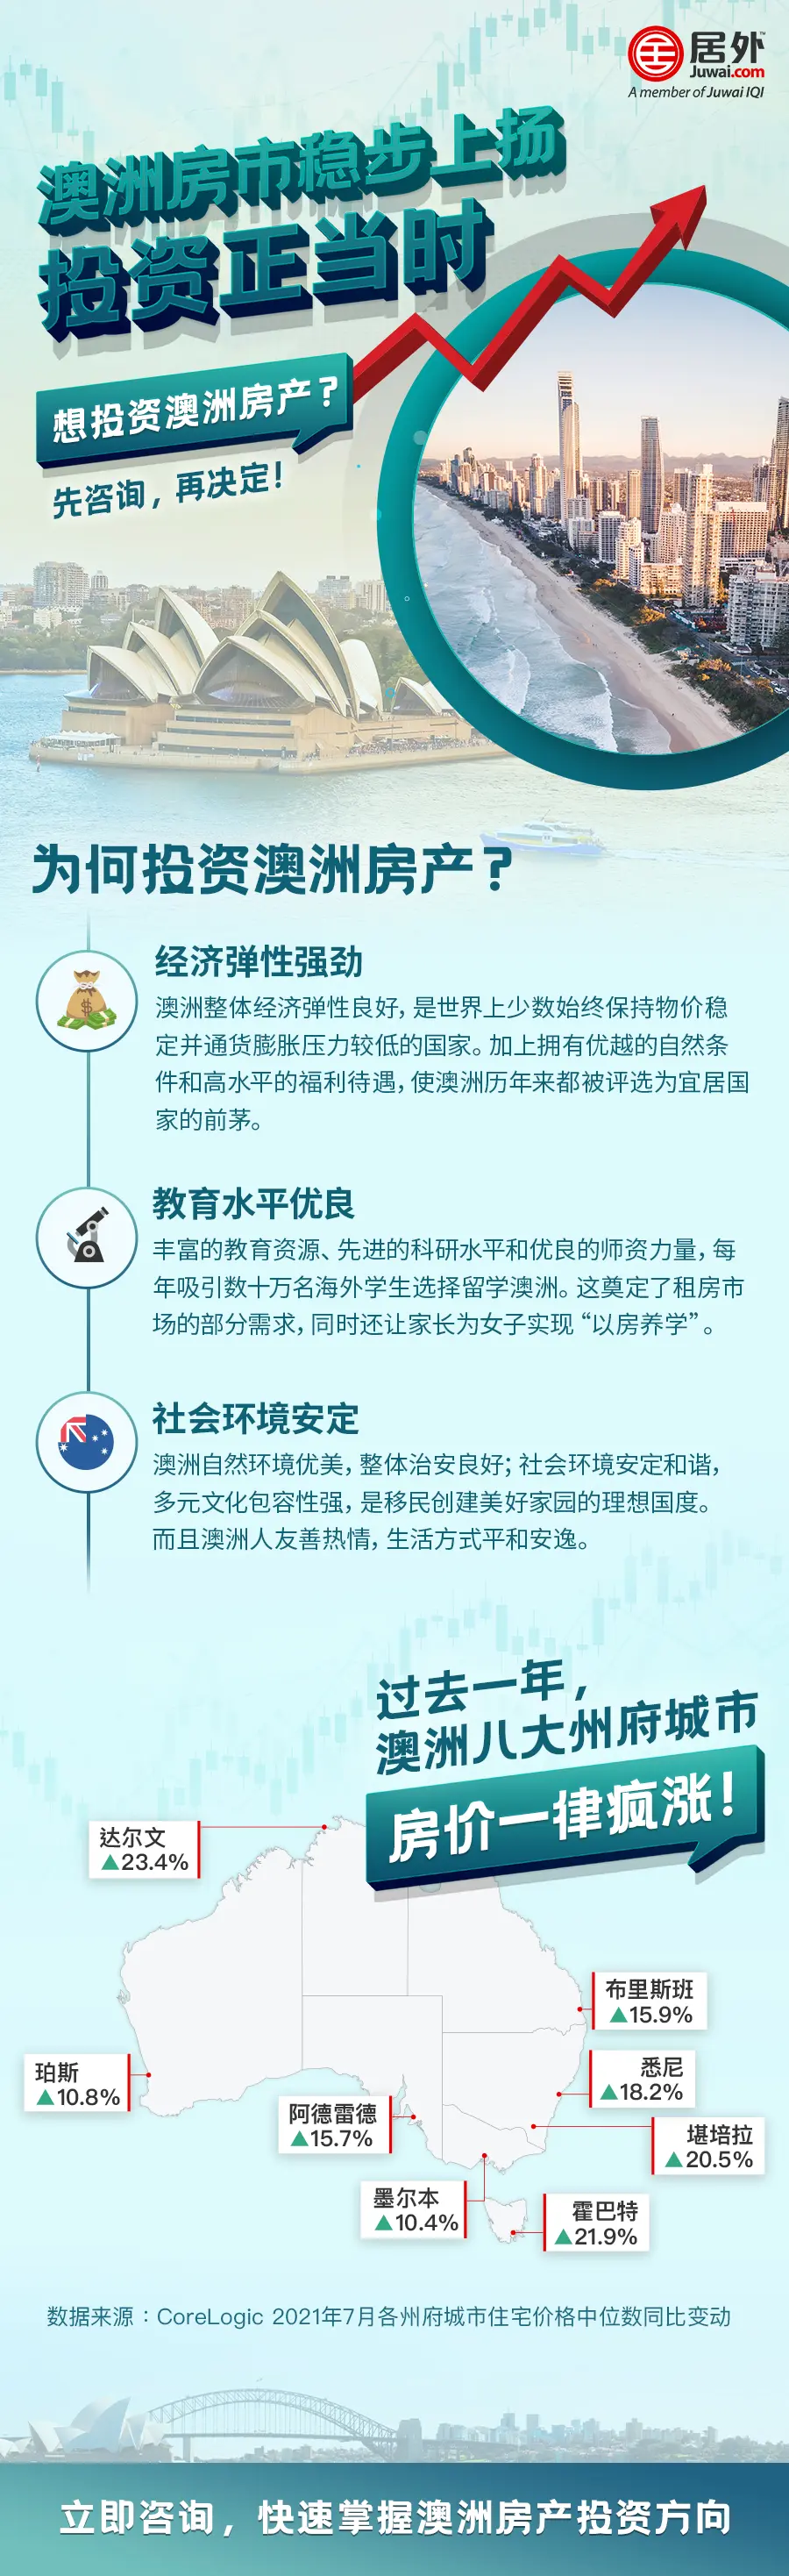 居外™
Juwai.com
A member of Juwai IQI
澳洲房市稳步上扬
投资正当时
想投资澳洲房产？
先咨询，再决定！
为何投资澳洲房产？
经济弹性强劲
澳洲整体经济弹性良好，是世界上少数始终保持物价稳
定并通货膨胀压力较低的国家。加上拥有优越的自然条
件和高水平的福利待遇，使澳洲历年来都被评选为宜居国
家的前茅。
教育水平优良
丰富的教育资源、先进的科研水平和优良的师资力量，每
年吸引数十万名海外学生选择留学澳洲。这奠定了租房市
场的部分需求，同时还让家长为女子实现“以房养学”。
社会环境安定
澳洲自然环境优美，整体治安良好；社会环境安定和谐，
多元文化包容性强，是移民创建美好家园的理想国度。
而且澳洲人友善热情，生活方式平和安逸。
过去一年，
澳洲八大州府城市
房价一律疯涨！
达尔文
▲23.4%
布里斯班
▲15.9%
珀斯
▲10.8%
悉尼
▲18.2%
阿德雷德
▲15.7%
堪培拉
▲20.5%
墨尔本
▲10.4%
霍巴特
▲21.9%
数据来源：CoreLogic 2021年7月各州府城市住宅价格中位数同比变动
立即咨询，快速掌握澳洲房产投资方向